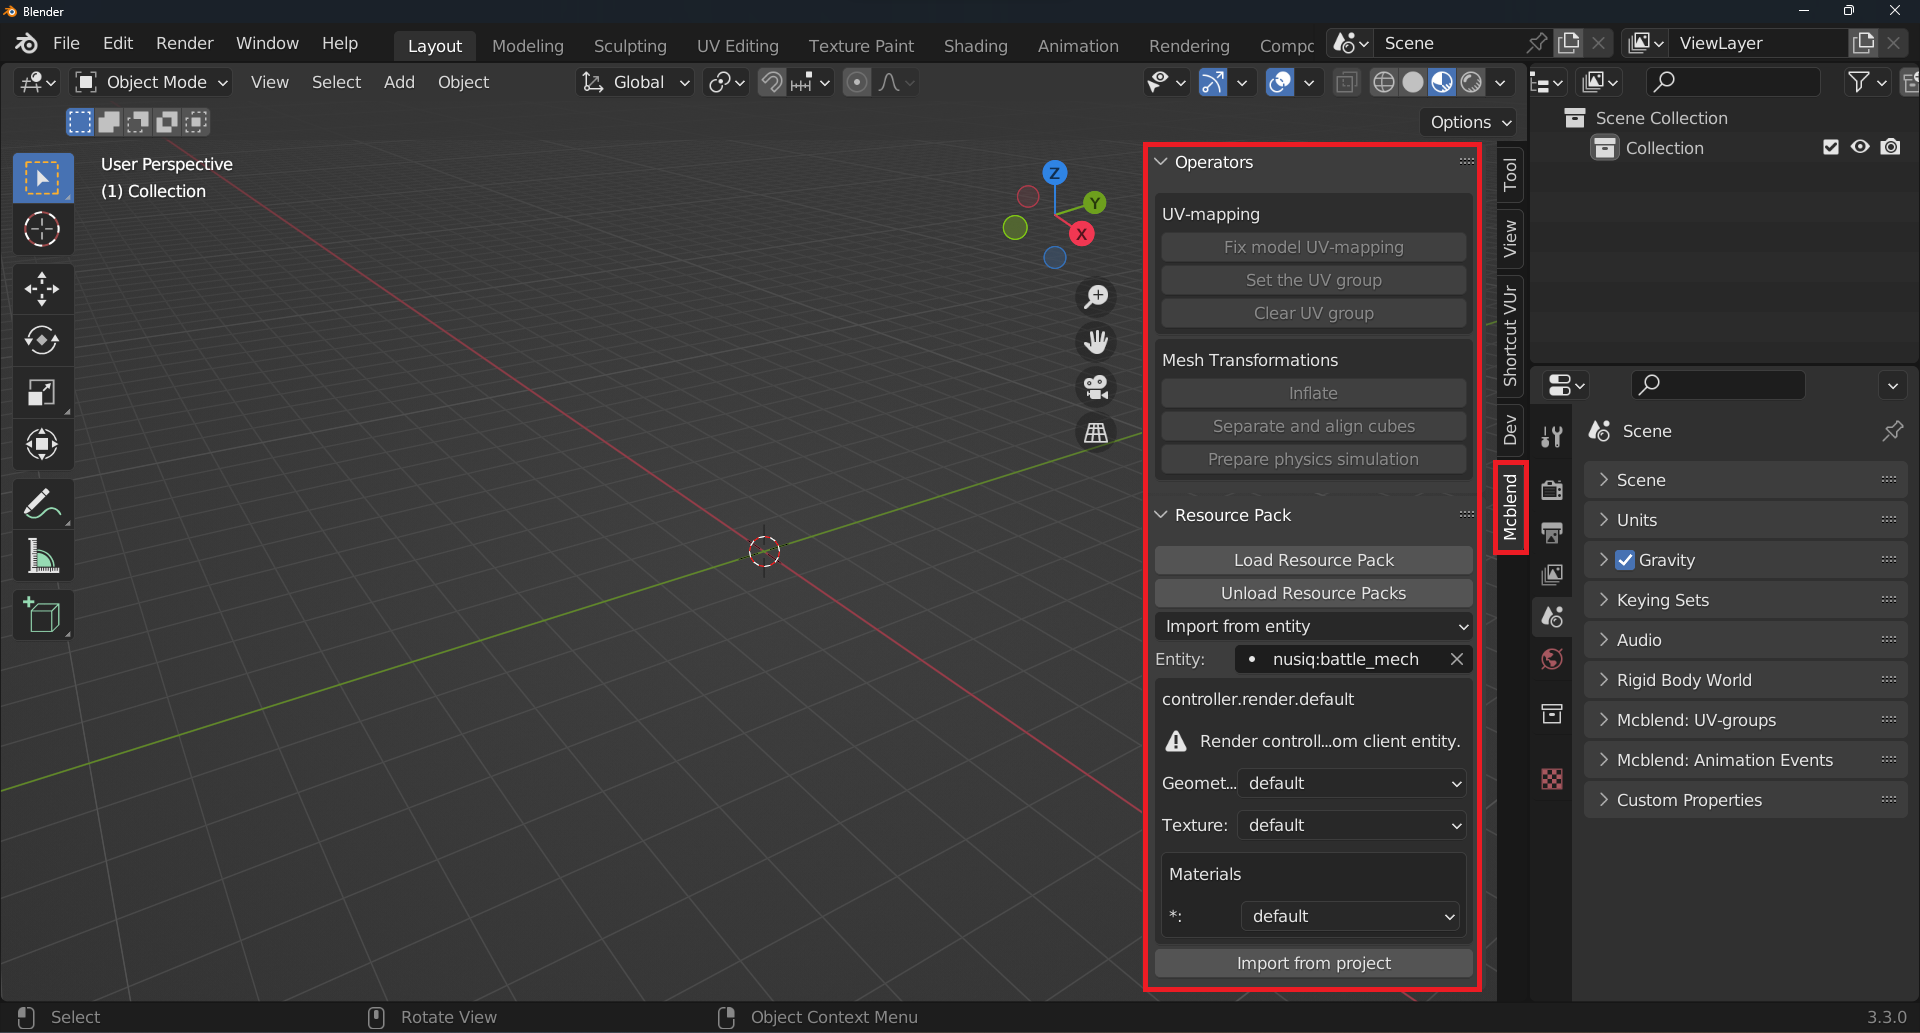 Blender
File Edit Render Window Help Layout Modeling Sculpting UV Editing Texture Paint Shading Animation Rendering Compc Scene ViewLayer
Object Mode View Select Add Object Global
Options
User Perspective
(1) Collection
Z
Y
X
Operators
UV-mapping
Fix model UV-mapping
Set the UV group
Clear UV group
Mesh Transformations
Inflate
Separate and align cubes
Prepare physics simulation
Resource Pack
Load Resource Pack
Unload Resource Packs
Import from entity
Entity: • nusiq:battle_mech
controller.render.default
Render controll...om client entity.
Geomet... default
Texture: default
Materials
*: default
Import from project
Tool
View
Shortcut VUr
Dev
Mcblend
Scene Collection
Collection
Scene
Scene
Units
Gravity
Keying Sets
Audio
Rigid Body World
Mcblend: UV-groups
Mcblend: Animation Events
Custom Properties
Select Rotate View Object Context Menu 3.3.0